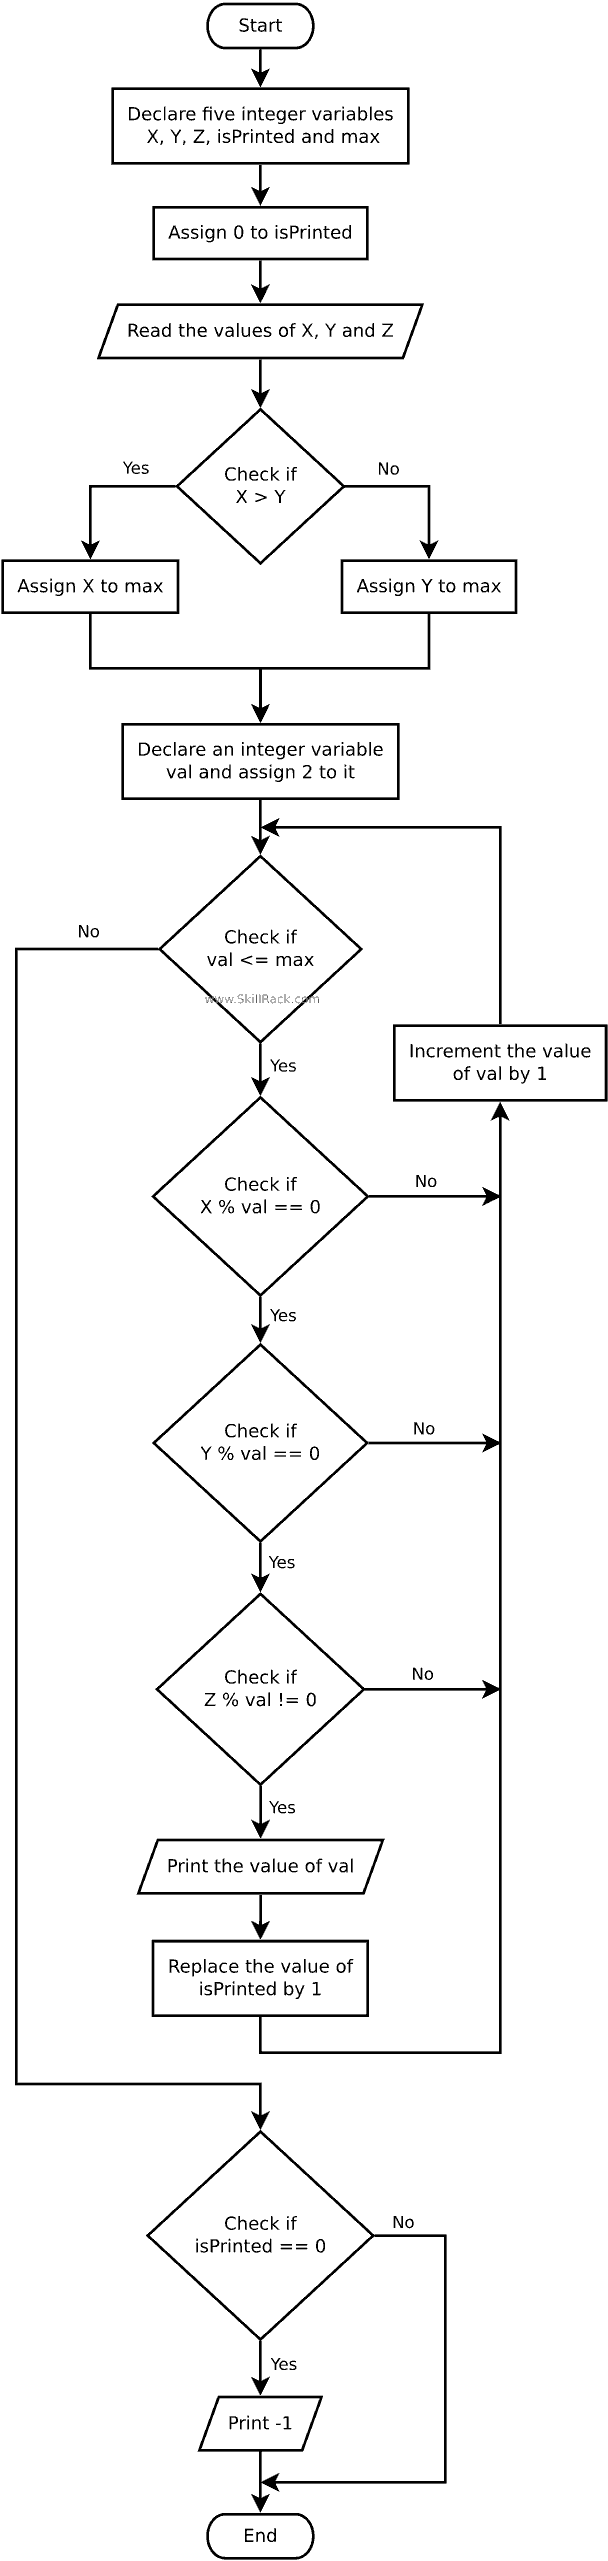 Start
Declare five integer variables
X, Y, Z, isPrinted and max
Assign 0 to isPrinted
Read the values of X, Y and Z
Check if
X > Y
Yes
No
Assign X to max
Assign Y to max
Declare an integer variable
val and assign 2 to it
Check if
val <= max
No
www.SkillRack.com
Yes
Increment the value
of val by 1
Check if
X % val == 0
No
Yes
Check if
Y % val == 0
No
Yes
Check if
Z % val != 0
No
Yes
Print the value of val
Replace the value of
isPrinted by 1
Check if
isPrinted == 0
No
Yes
Print -1
End